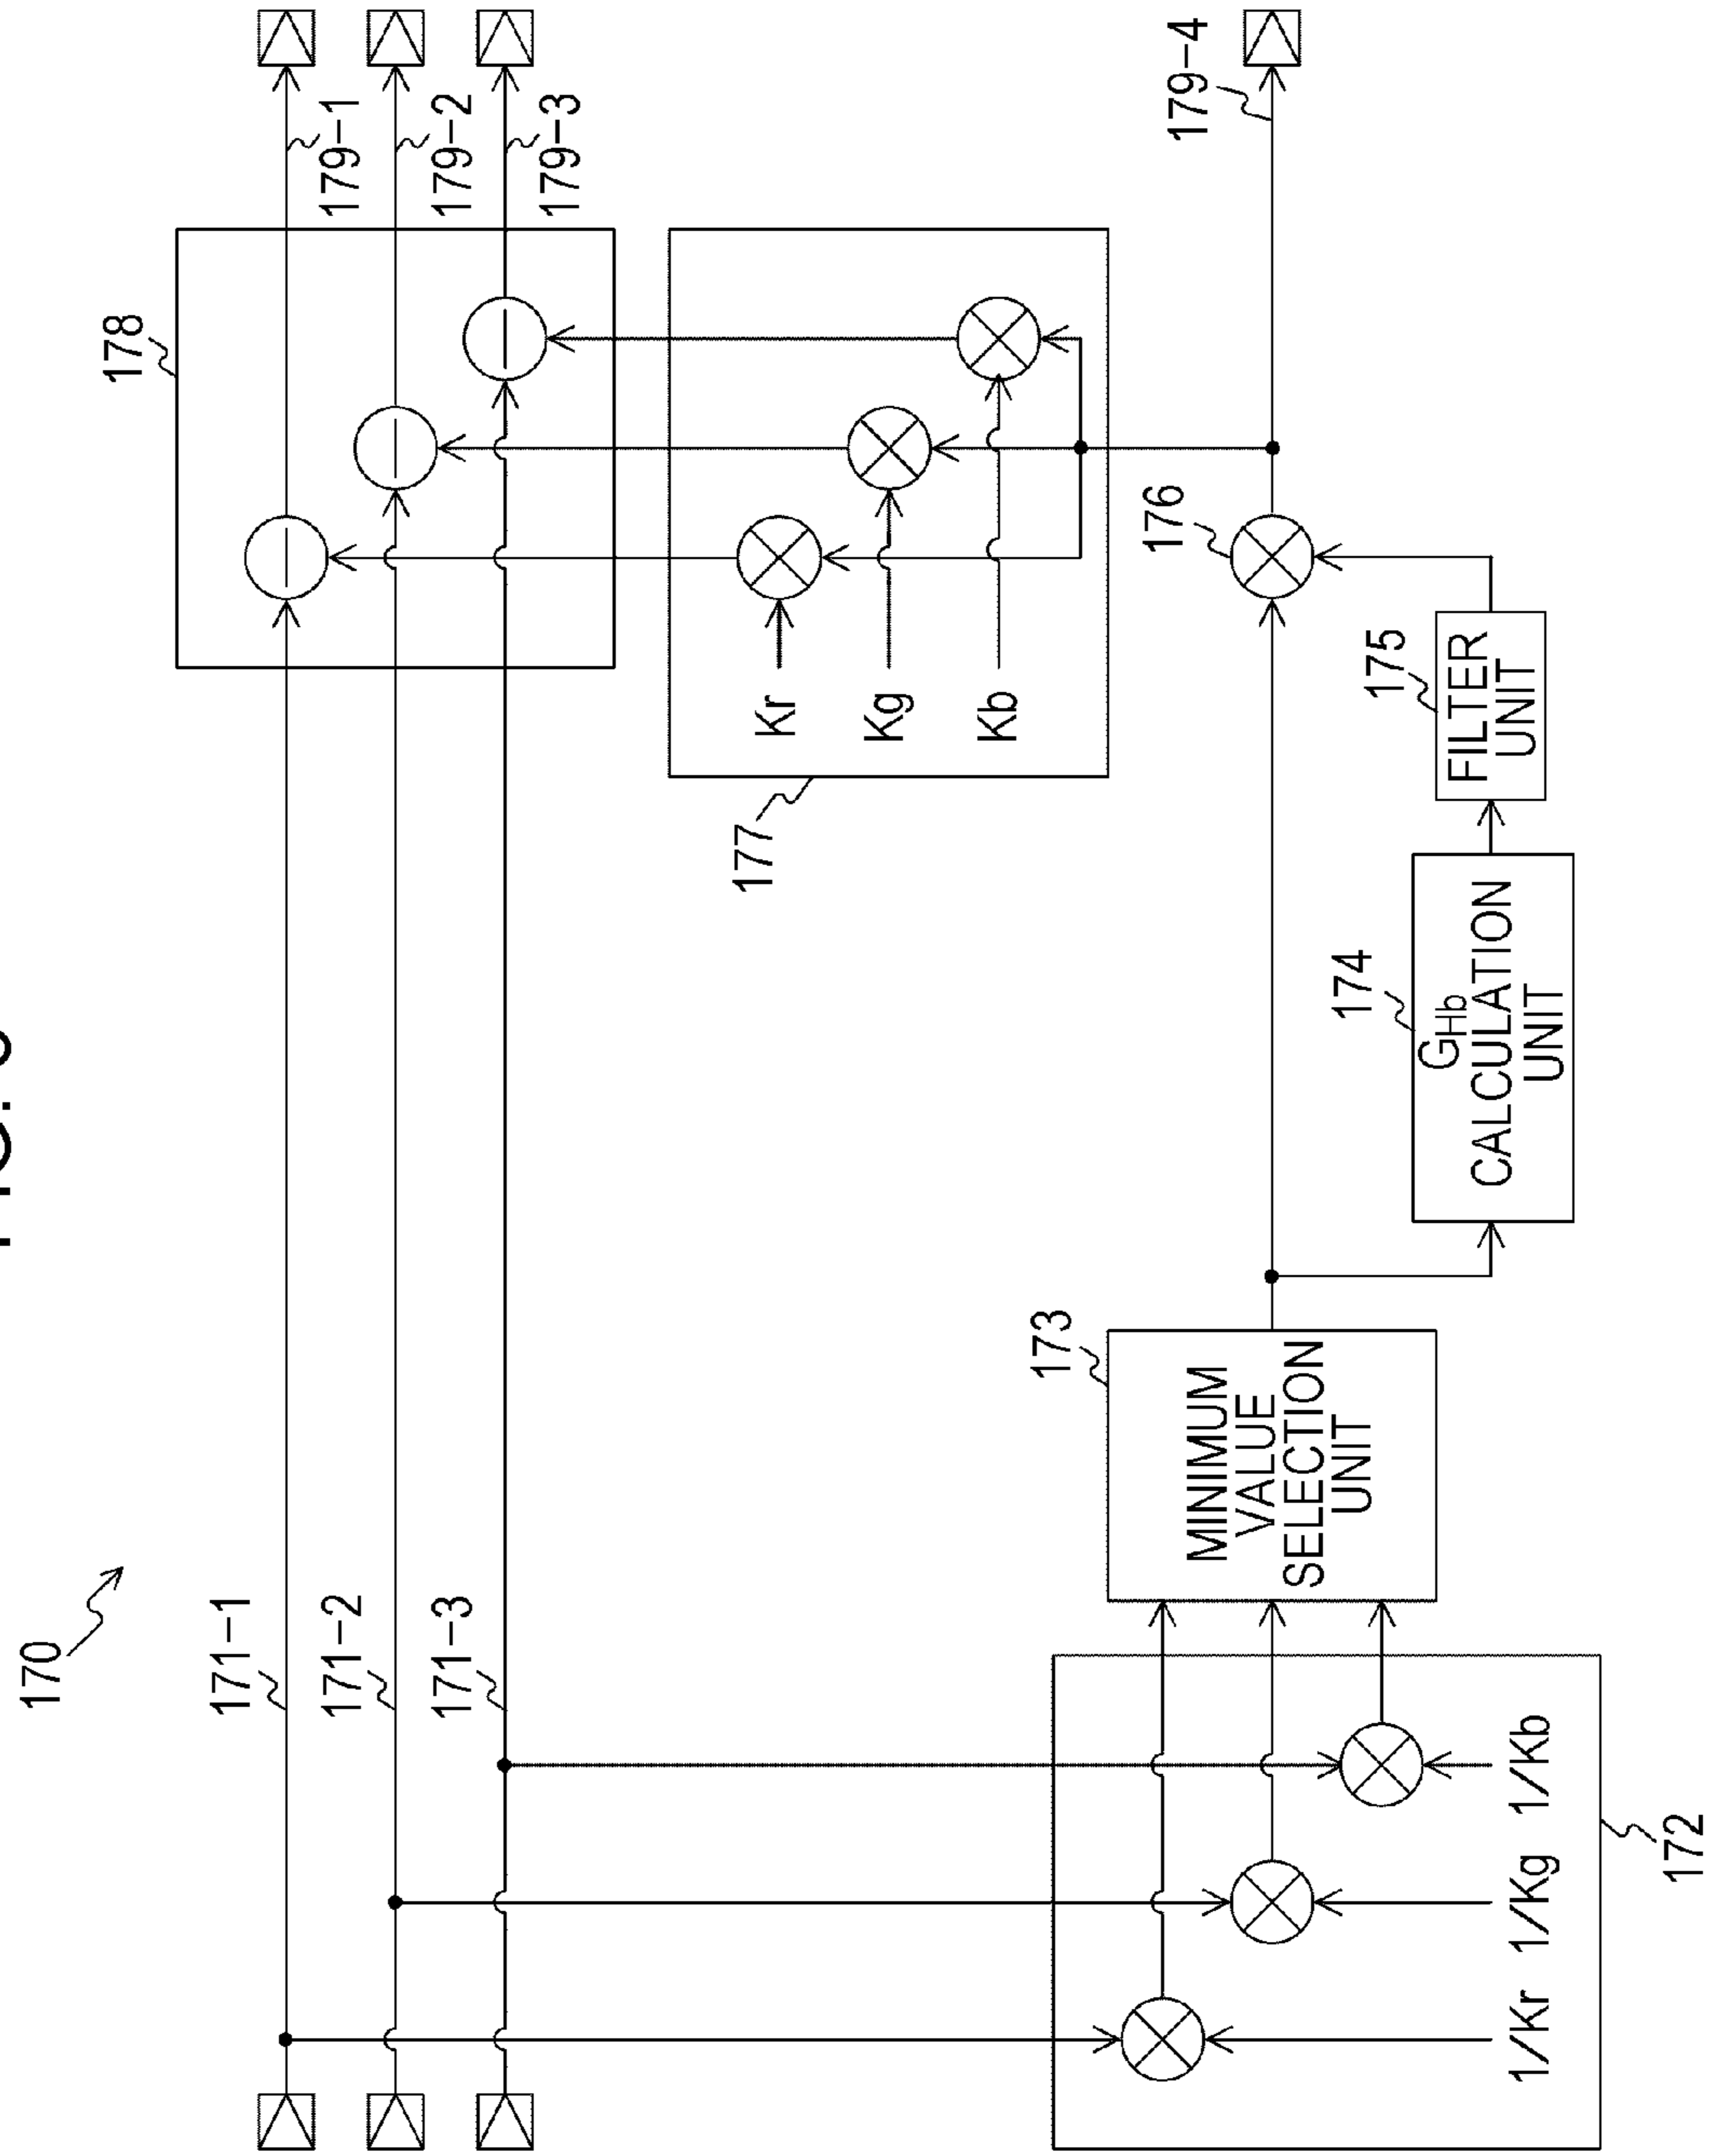 170
171-1
171-2
171-3
172
1/Kr
1/Kg
1/Kb
173
MINIMUM
VALUE
SELECTION
UNIT
174
GHb
CALCULATION
UNIT
175
FILTER
UNIT
176
177
Kr
Kg
Kb
178
179-1
179-2
179-3
179-4